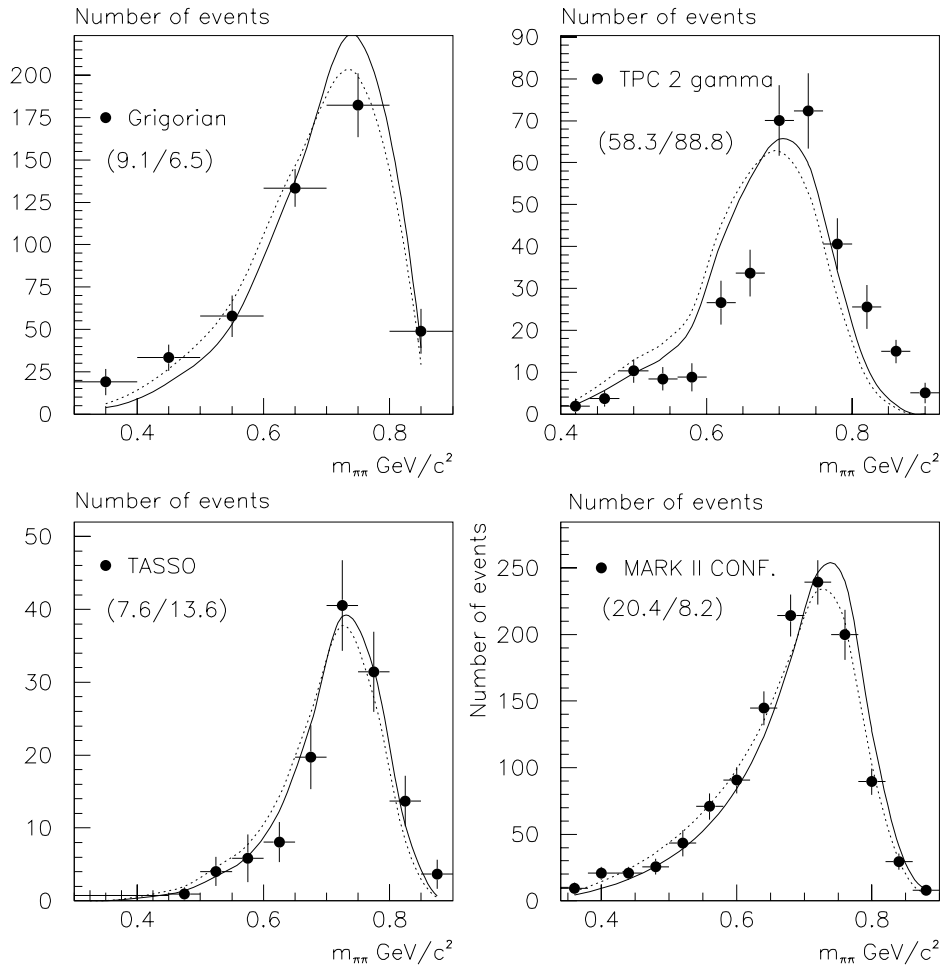 Number of events
200
175
150
125
100
75
50
25
0
Grigorian
(9.1/6.5)
0.4 0.6 0.8
mππ GeV/c²
Number of events
90
80
70
60
50
40
30
20
10
0
TPC 2 gamma
(58.3/88.8)
0.4 0.6 0.8
mππ GeV/c²
Number of events
50
40
30
20
10
0
TASSO
(7.6/13.6)
0.4 0.6 0.8
mππ GeV/c²
Number of events
Number of events
250
200
150
100
50
0
MARK II CONF.
(20.4/8.2)
0.4 0.6 0.8
mππ GeV/c²